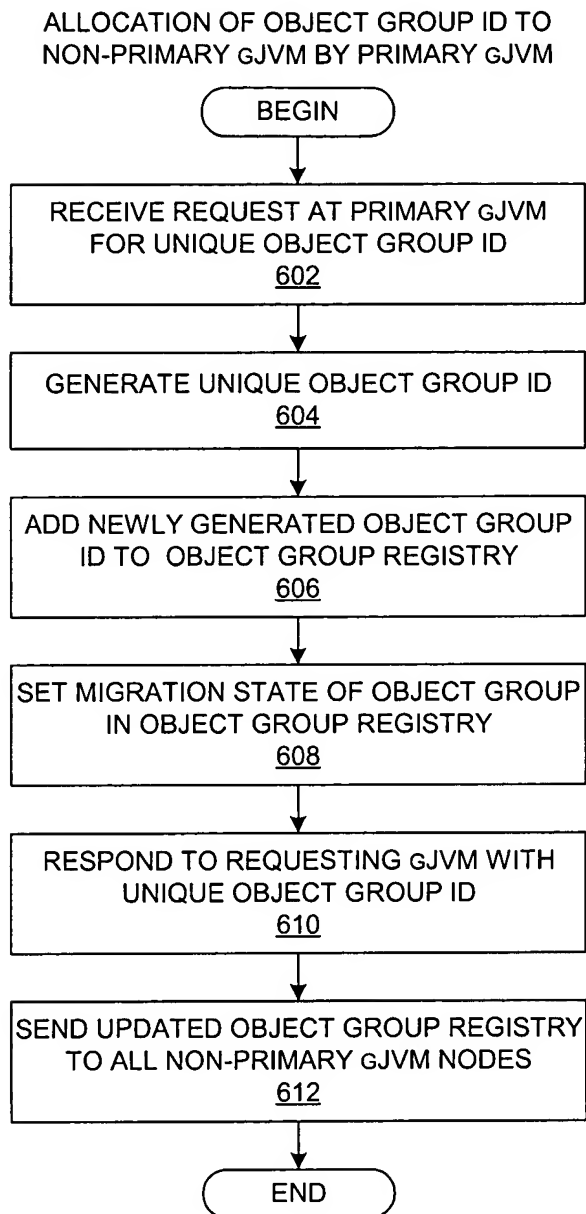 ALLOCATION OF OBJECT GROUP ID TO
NON-PRIMARY GJVM BY PRIMARY GJVM
BEGIN
RECEIVE REQUEST AT PRIMARY GJVM
FOR UNIQUE OBJECT GROUP ID
602
GENERATE UNIQUE OBJECT GROUP ID
604
ADD NEWLY GENERATED OBJECT GROUP
ID TO OBJECT GROUP REGISTRY
606
SET MIGRATION STATE OF OBJECT GROUP
IN OBJECT GROUP REGISTRY
608
RESPOND TO REQUESTING GJVM WITH
UNIQUE OBJECT GROUP ID
610
SEND UPDATED OBJECT GROUP REGISTRY
TO ALL NON-PRIMARY GJVM NODES
612
END